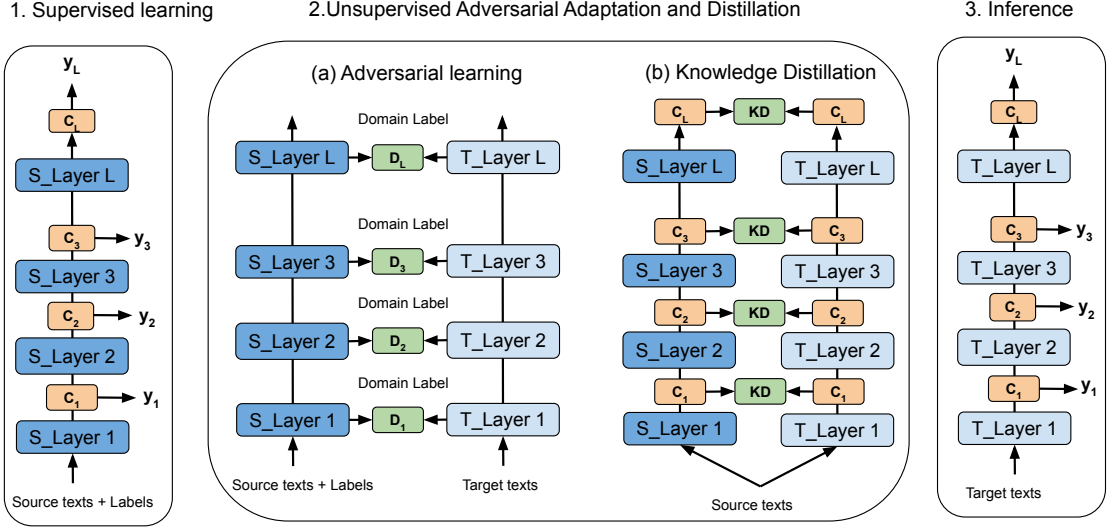 1. Supervised learning
y_L
C_L
S_Layer L
C_3
y_3
S_Layer 3
C_2
y_2
S_Layer 2
C_1
y_1
S_Layer 1
Source texts + Labels
2.Unsupervised Adversarial Adaptation and Distillation
(a) Adversarial learning
Domain Label
S_Layer L
D_L
T_Layer L
Domain Label
S_Layer 3
D_3
T_Layer 3
Domain Label
S_Layer 2
D_2
T_Layer 2
Domain Label
S_Layer 1
D_1
T_Layer 1
Source texts + Labels
Target texts
(b) Knowledge Distillation
C_L
KD
C_L
S_Layer L
T_Layer L
C_3
KD
C_3
S_Layer 3
T_Layer 3
C_2
KD
C_2
S_Layer 2
T_Layer 2
C_1
KD
C_1
S_Layer 1
T_Layer 1
Source texts
3. Inference
y_L
C_L
T_Layer L
C_3
y_3
T_Layer 3
C_2
y_2
T_Layer 2
C_1
y_1
T_Layer 1
Target texts